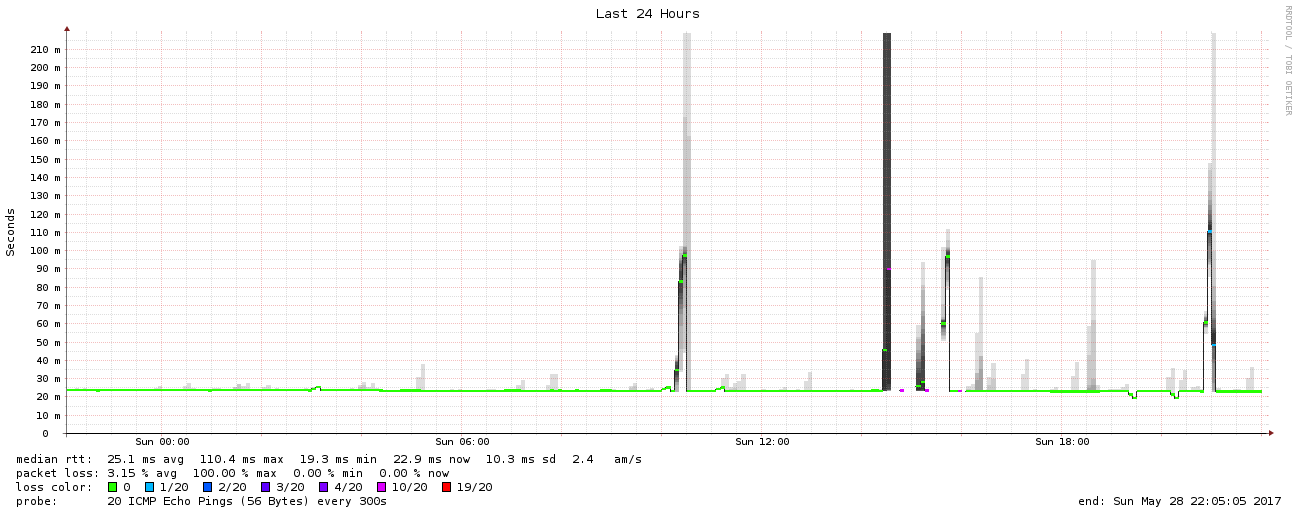 Last 24 Hours
RRDTOOL / TOBI OETIKER
Seconds
210 m
200 m
190 m
180 m
170 m
160 m
150 m
140 m
130 m
120 m
110 m
100 m
90 m
80 m
70 m
60 m
50 m
40 m
30 m
20 m
10 m
0
Sun 00:00 Sun 06:00 Sun 12:00 Sun 18:00
median rtt: 25.1 ms avg 110.4 ms max 19.3 ms min 22.9 ms now 10.3 ms sd 2.4 am/s
packet loss: 3.15 % avg 100.00 % max 0.00 % min 0.00 % now
loss color: 0 1/20 2/20 3/20 4/20 10/20 19/20
probe: 20 ICMP Echo Pings (56 Bytes) every 300s end: Sun May 28 22:05:05 2017